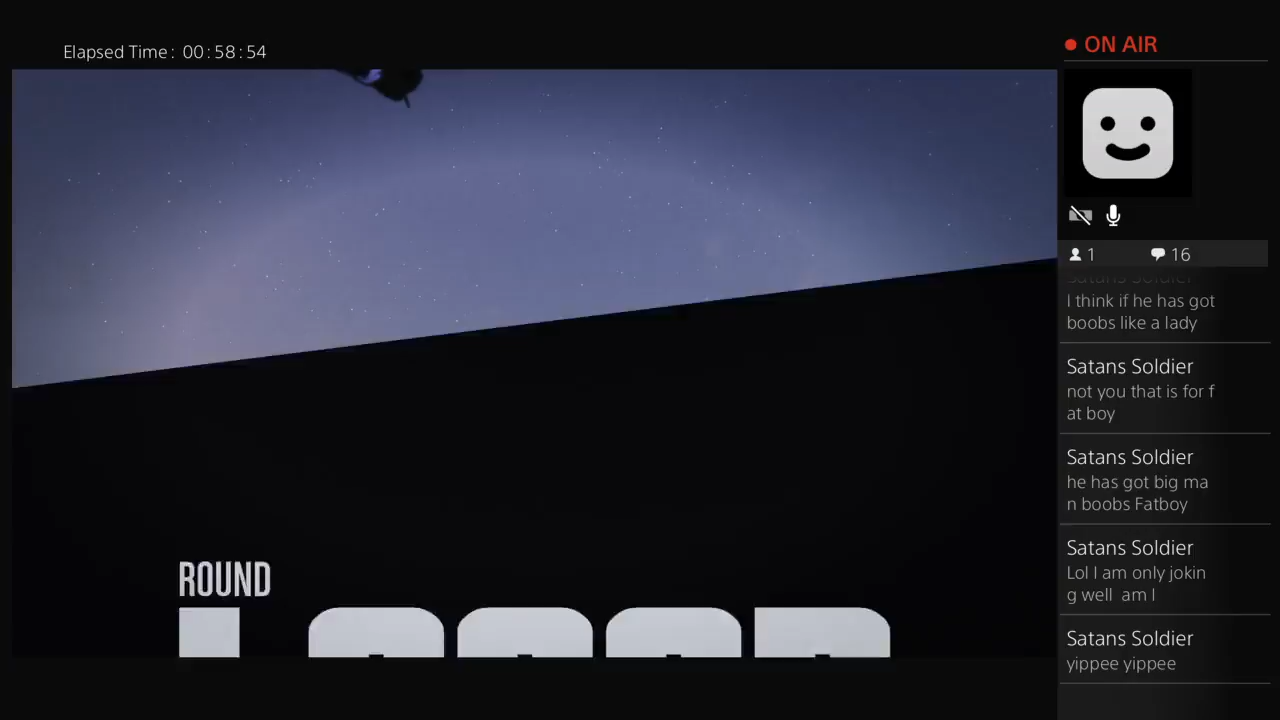 Elapsed Time: 00:58:54
ON AIR
1
16
Satans Soldier
I think if he has got
boobs like a lady
Satans Soldier
not you that is for f
at boy
Satans Soldier
he has got big ma
n boobs Fatboy
Satans Soldier
Lol I am only jokin
g well am I
Satans Soldier
yippee yippee
ROUND